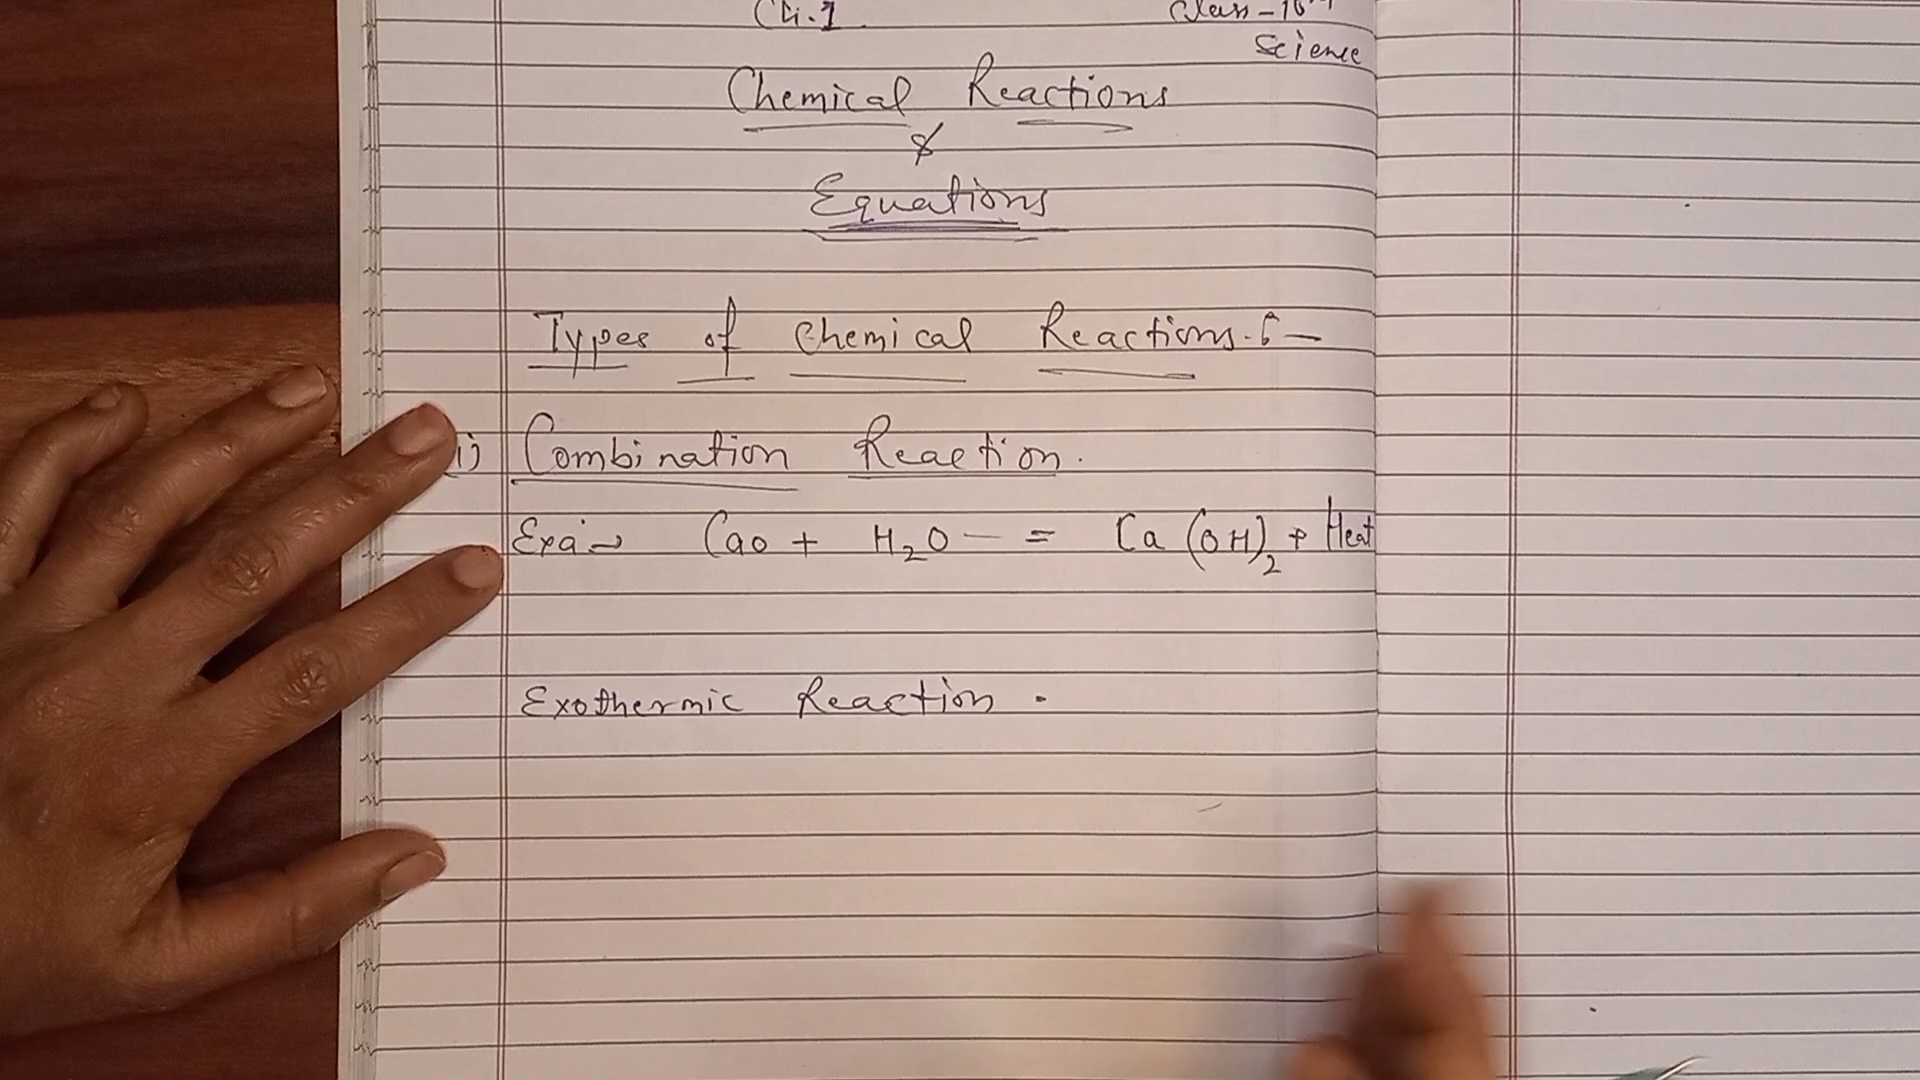 Ch.1
Class - 10th
Science
Chemical Reactions
&
Equations
Types of Chemical Reactions :-
i) Combination Reaction.
Exa:- CaO + H₂O — = Ca(OH)₂ + Heat
Exothermic Reaction.